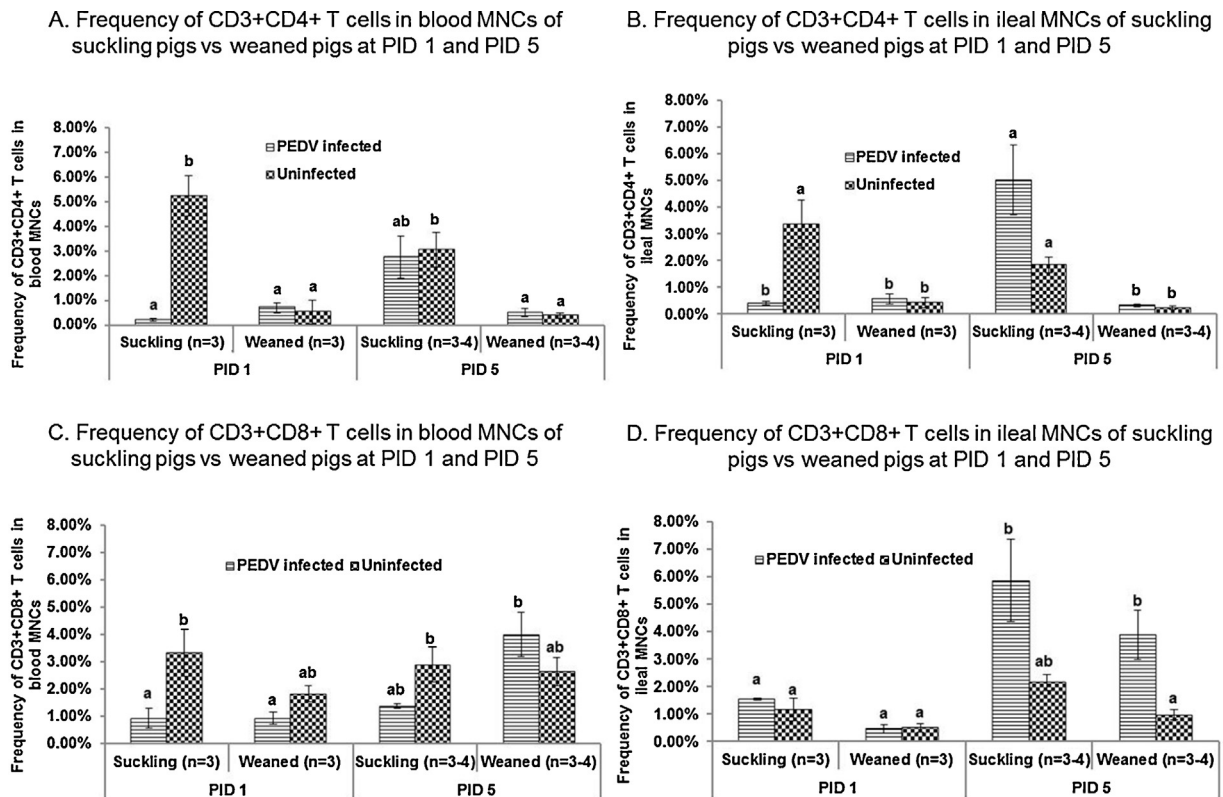 A. Frequency of CD3+CD4+ T cells in blood MNCs of
suckling pigs vs weaned pigs at PID 1 and PID 5
Frequency of CD3+CD4+ T cells in
blood MNCs
8.00%
7.00%
6.00%
5.00%
4.00%
3.00%
2.00%
1.00%
0.00%
PEDV infected
Uninfected
a
b
a
a
ab
b
a
a
Suckling (n=3)
Weaned (n=3)
Suckling (n=3-4)
Weaned (n=3-4)
PID 1
PID 5
B. Frequency of CD3+CD4+ T cells in ileal MNCs of suckling
pigs vs weaned pigs at PID 1 and PID 5
Frequency of CD3+CD4+ T cells in
ileal MNCs
8.00%
7.00%
6.00%
5.00%
4.00%
3.00%
2.00%
1.00%
0.00%
PEDV infected
Uninfected
b
a
b
b
a
a
b
b
Suckling (n=3)
Weaned (n=3)
Suckling (n=3-4)
Weaned (n=3-4)
PID 1
PID 5
C. Frequency of CD3+CD8+ T cells in blood MNCs of
suckling pigs vs weaned pigs at PID 1 and PID 5
Frequency of CD3+CD8+ T cells in
blood MNCs
8.00%
7.00%
6.00%
5.00%
4.00%
3.00%
2.00%
1.00%
0.00%
PEDV infected
Uninfected
a
b
a
ab
ab
b
b
ab
Suckling (n=3)
Weaned (n=3)
Suckling (n=3-4)
Weaned (n=3-4)
PID 1
PID 5
D. Frequency of CD3+CD8+ T cells in ileal MNCs of suckling
pigs vs weaned pigs at PID 1 and PID 5
Frequency of CD3+CD8+ T cells in
ileal MNCs
8.00%
7.00%
6.00%
5.00%
4.00%
3.00%
2.00%
1.00%
0.00%
PEDV infected
Uninfected
a
a
a
a
b
ab
b
a
Suckling (n=3)
Weaned (n=3)
Suckling (n=3-4)
Weaned (n=3-4)
PID 1
PID 5